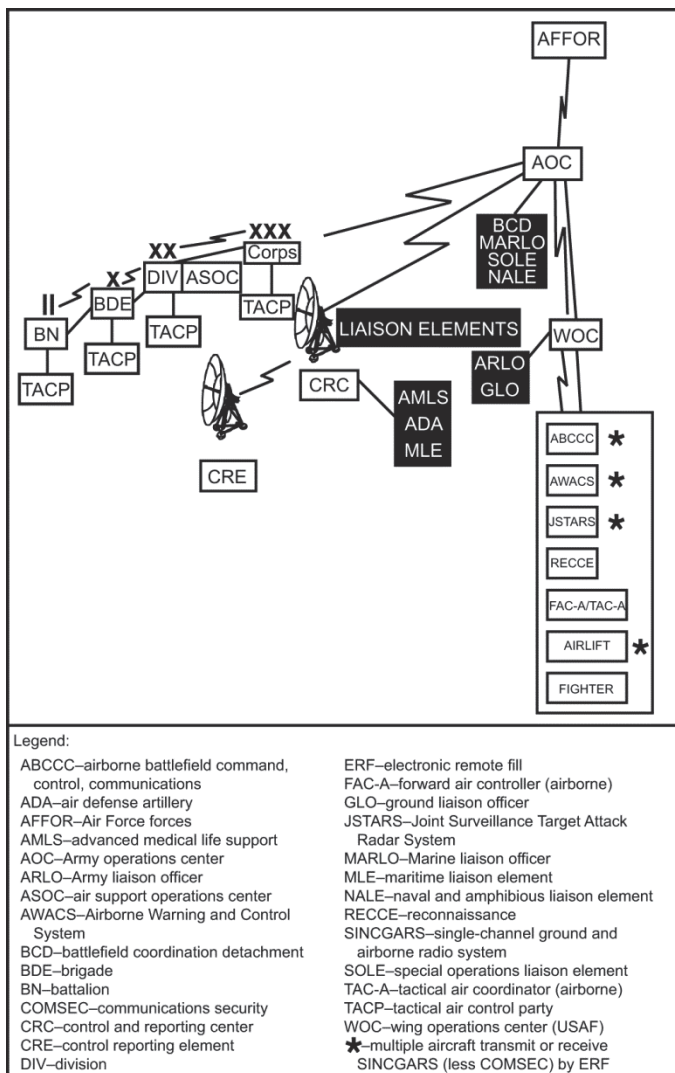 AFFOR
AOC
BCD
MARLO
SOLE
NALE
XXX
Corps
XX
DIV
ASOC
X
BDE
II
BN
TACP
TACP
TACP
TACP
LIAISON ELEMENTS
WOC
ARLO
GLO
CRC
AMLS
ADA
MLE
CRE
ABCCC *
AWACS *
JSTARS *
RECCE
FAC-A/TAC-A
AIRLIFT *
FIGHTER
Legend:
ABCCC–airborne battlefield command,
control, communications
ADA–air defense artillery
AFFOR–Air Force forces
AMLS–advanced medical life support
AOC–Army operations center
ARLO–Army liaison officer
ASOC–air support operations center
AWACS–Airborne Warning and Control
System
BCD–battlefield coordination detachment
BDE–brigade
BN–battalion
COMSEC–communications security
CRC–control and reporting center
CRE–control reporting element
DIV–division
ERF–electronic remote fill
FAC-A–forward air controller (airborne)
GLO–ground liaison officer
JSTARS–Joint Surveillance Target Attack
Radar System
MARLO–Marine liaison officer
MLE–maritime liaison element
NALE–naval and amphibious liaison element
RECCE–reconnaissance
SINCGARS–single-channel ground and
airborne radio system
SOLE–special operations liaison element
TAC-A–tactical air coordinator (airborne)
TACP–tactical air control party
WOC–wing operations center (USAF)
*–multiple aircraft transmit or receive
SINCGARS (less COMSEC) by ERF